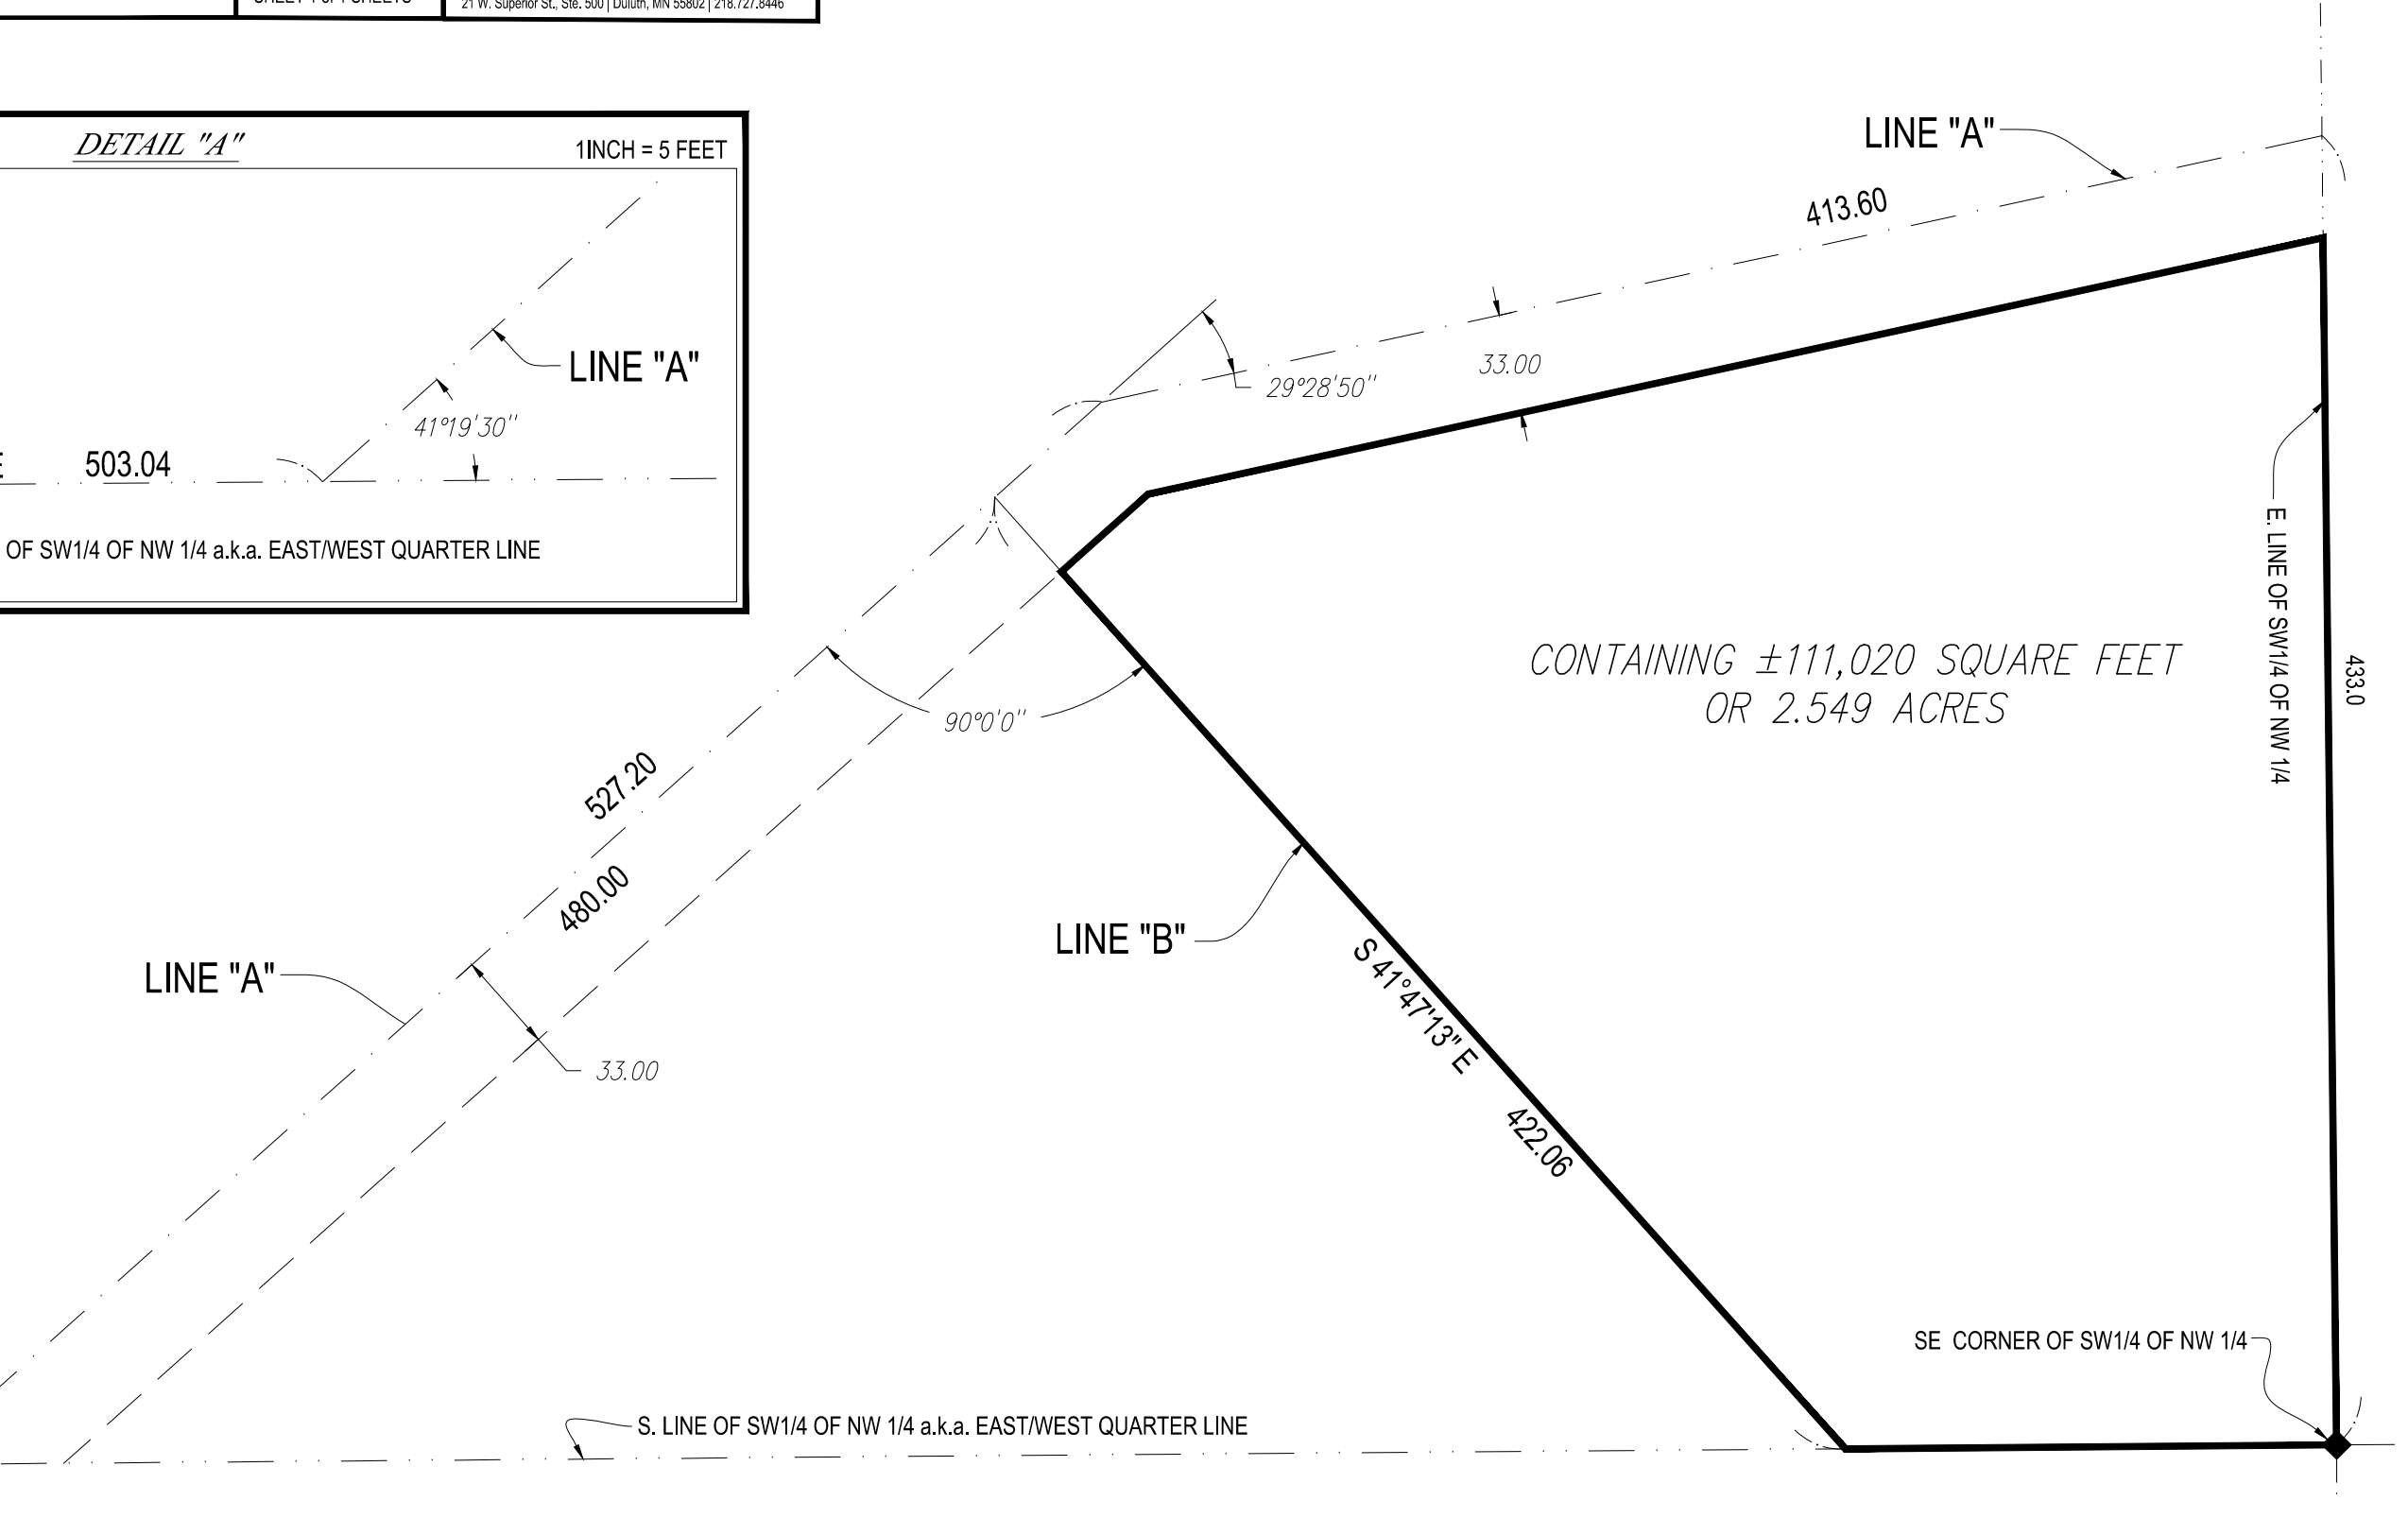 SHEET 1 of 1 SHEETS
21 W. Superior St., Ste. 500 | Duluth, MN 55802 | 218.727.8446
DETAIL "A"
1INCH = 5 FEET
LINE "A"
41°19'30"
503.04
OF SW1/4 OF NW 1/4 a.k.a. EAST/WEST QUARTER LINE
LINE "A"
413.60
33.00
29°28'50"
E. LINE OF SW1/4 OF NW 1/4
433.0
CONTAINING ±111,020 SQUARE FEET
OR 2.549 ACRES
90°0'0"
527.20
480.00
LINE "B"
LINE "A"
S 41°47'13" E
422.06
33.00
SE CORNER OF SW1/4 OF NW 1/4
S. LINE OF SW1/4 OF NW 1/4 a.k.a. EAST/WEST QUARTER LINE